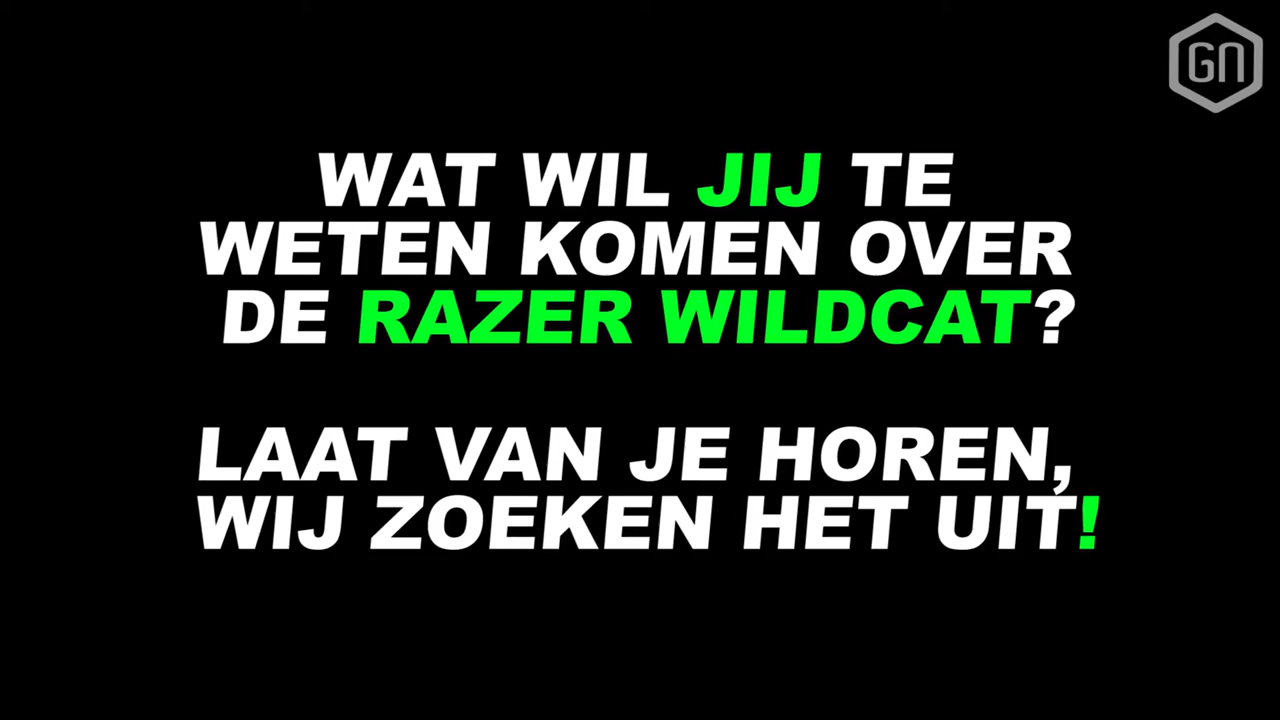 GN
WAT WIL JIJ TE
WETEN KOMEN OVER
DE RAZER WILDCAT?
LAAT VAN JE HOREN,
WIJ ZOEKEN HET UIT!